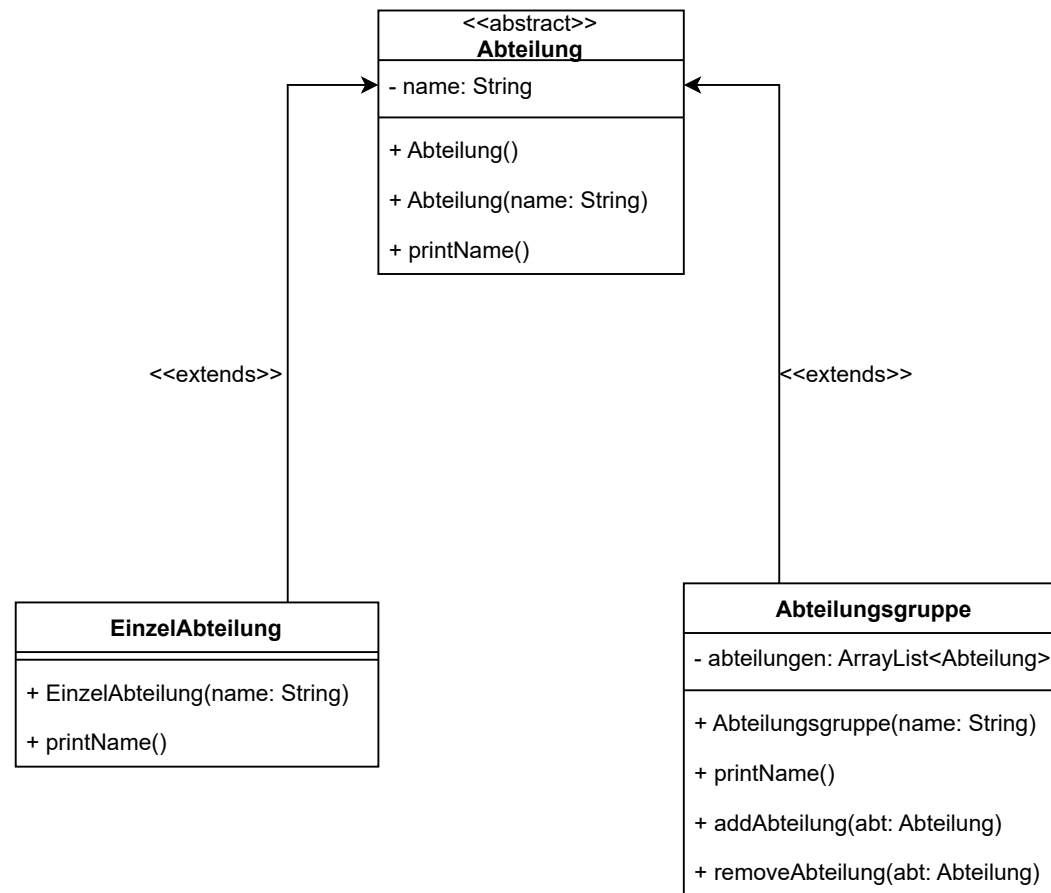 <<abstract>>
Abteilung
- name: String
+ Abteilung()
+ Abteilung(name: String)
+ printName()
<<extends>>
<<extends>>
EinzelAbteilung
+ EinzelAbteilung(name: String)
+ printName()
Abteilungsgruppe
- abteilungen: ArrayList<Abteilung>
+ Abteilungsgruppe(name: String)
+ printName()
+ addAbteilung(abt: Abteilung)
+ removeAbteilung(abt: Abteilung)